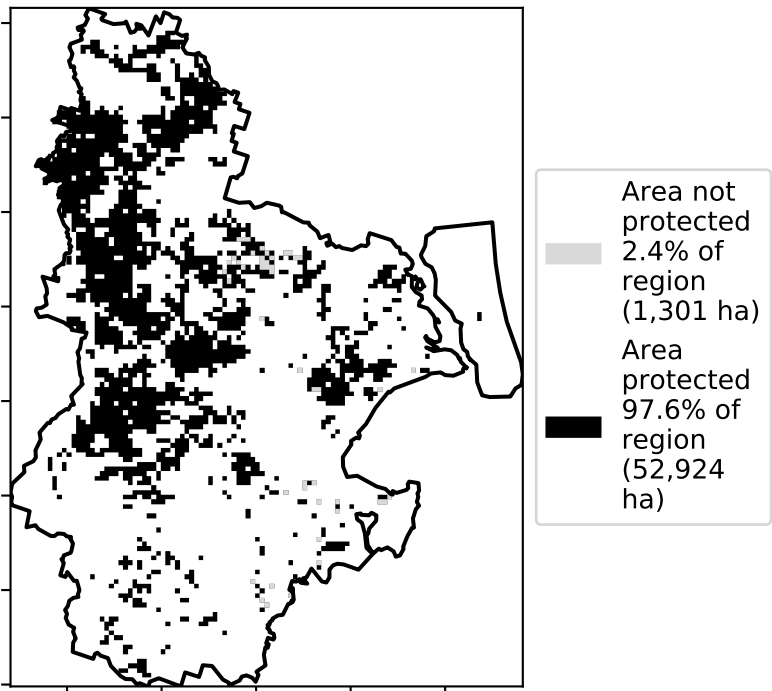 Area not
protected
2.4% of
region
(1,301 ha)
Area
protected
97.6% of
region
(52,924
ha)